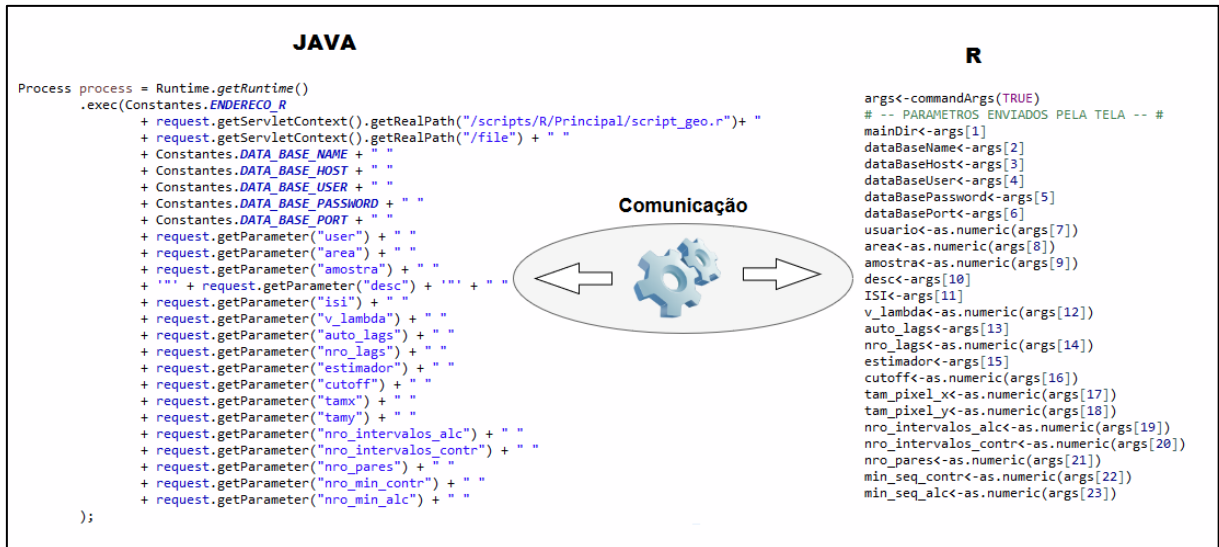 JAVA
Process process = Runtime.getRuntime()
.exec(Constantes.ENDERECO_R
+ request.getServletContext().getRealPath("/scripts/R/Principal/script_geo.r")+ "
+ request.getServletContext().getRealPath("/file") + " "
+ Constantes.DATA_BASE_NAME + " "
+ Constantes.DATA_BASE_HOST + " "
+ Constantes.DATA_BASE_USER + " "
+ Constantes.DATA_BASE_PASSWORD + " "
+ Constantes.DATA_BASE_PORT + " "
+ request.getParameter("user") + " "
+ request.getParameter("area") + " "
+ request.getParameter("amostra") + " "
+ '"' + request.getParameter("desc") + '"' + " "
+ request.getParameter("isi") + " "
+ request.getParameter("v_lambda") + " "
+ request.getParameter("auto_lags") + " "
+ request.getParameter("nro_lags") + " "
+ request.getParameter("estimador") + " "
+ request.getParameter("cutoff") + " "
+ request.getParameter("tamx") + " "
+ request.getParameter("tamy") + " "
+ request.getParameter("nro_intervalos_alc") + " "
+ request.getParameter("nro_intervalos_contr") + " "
+ request.getParameter("nro_pares") + " "
+ request.getParameter("nro_min_contr") + " "
+ request.getParameter("nro_min_alc") + " "
);
Comunicação
R
args<-commandArgs(TRUE)
# -- PARAMETROS ENVIADOS PELA TELA -- #
mainDir<-args[1]
dataBaseName<-args[2]
dataBaseHost<-args[3]
dataBaseUser<-args[4]
dataBasePassword<-args[5]
dataBasePort<-args[6]
usuario<-as.numeric(args[7])
area<-as.numeric(args[8])
amostra<-as.numeric(args[9])
desc<-args[10]
ISI<-args[11]
v_lambda<-as.numeric(args[12])
auto_lags<-args[13]
nro_lags<-as.numeric(args[14])
estimador<-args[15]
cutoff<-as.numeric(args[16])
tam_pixel_x<-as.numeric(args[17])
tam_pixel_y<-as.numeric(args[18])
nro_intervalos_alc<-as.numeric(args[19])
nro_intervalos_contr<-as.numeric(args[20])
nro_pares<-as.numeric(args[21])
min_seq_contr<-as.numeric(args[22])
min_seq_alc<-as.numeric(args[23])